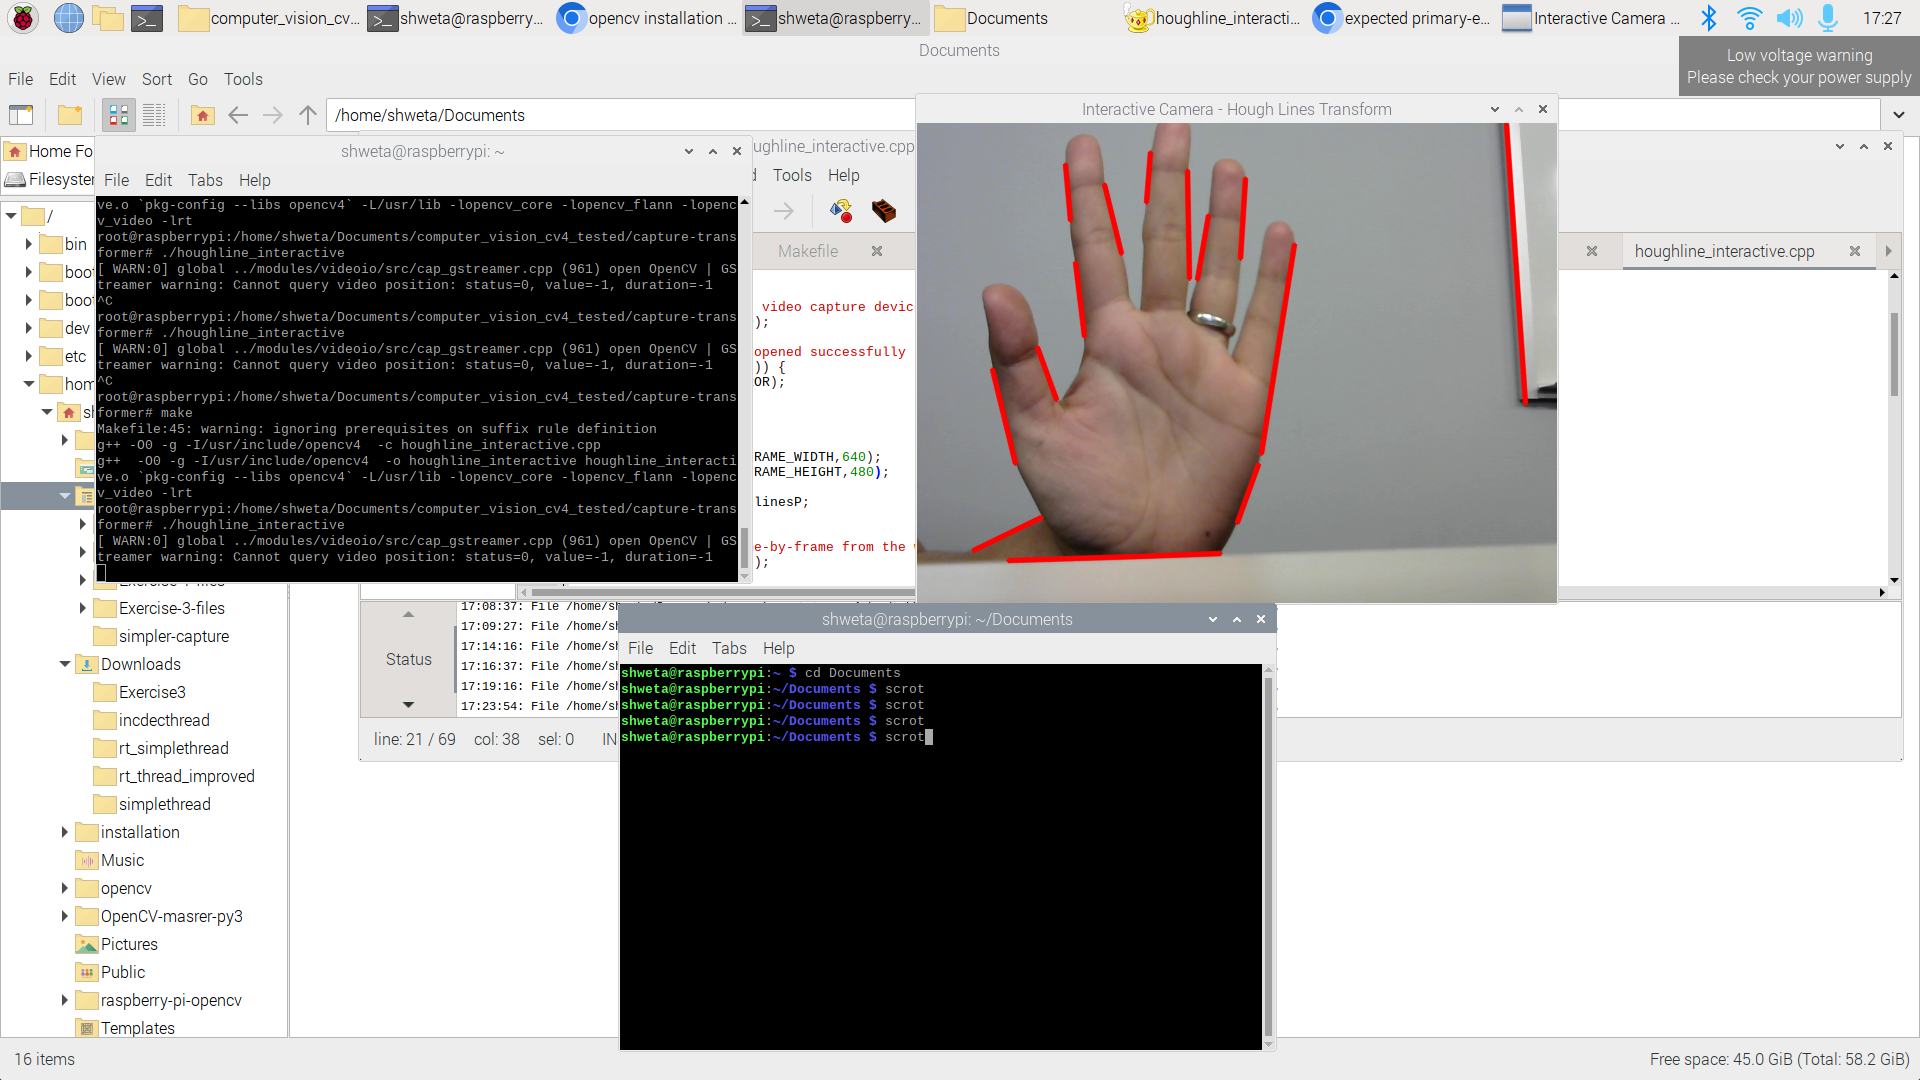 computer_vision_cv...
shweta@raspberry...
opencv installation ...
shweta@raspberry...
Documents
houghline_interacti...
expected primary-e...
Interactive Camera ...
17:27
Documents
Low voltage warning
Please check your power supply
File Edit View Sort Go Tools
/home/shweta/Documents
Home Fo
Filesyster
/
bin
boo
boo
dev
etc
hom
sh
Exercise-3-files
simpler-capture
Downloads
Exercise3
incdecthread
rt_simplethread
rt_thread_improved
simplethread
installation
Music
opencv
OpenCV-masrer-py3
Pictures
Public
raspberry-pi-opencv
Templates
16 items
Free space: 45.0 GiB (Total: 58.2 GiB)
shweta@raspberrypi: ~
File Edit Tabs Help
ve.o `pkg-config --libs opencv4` -L/usr/lib -lopencv_core -lopencv_flann -lopenc
v_video -lrt
root@raspberrypi:/home/shweta/Documents/computer_vision_cv4_tested/capture-trans
former# ./houghline_interactive
[ WARN:0] global ../modules/videoio/src/cap_gstreamer.cpp (961) open OpenCV | GS
treamer warning: Cannot query video position: status=0, value=-1, duration=-1
^C
root@raspberrypi:/home/shweta/Documents/computer_vision_cv4_tested/capture-trans
former# ./houghline_interactive
[ WARN:0] global ../modules/videoio/src/cap_gstreamer.cpp (961) open OpenCV | GS
treamer warning: Cannot query video position: status=0, value=-1, duration=-1
^C
root@raspberrypi:/home/shweta/Documents/computer_vision_cv4_tested/capture-trans
former# make
Makefile:45: warning: ignoring prerequisites on suffix rule definition
g++ -O0 -g -I/usr/include/opencv4  -c houghline_interactive.cpp
g++  -O0 -g -I/usr/include/opencv4  -o houghline_interactive houghline_interacti
ve.o `pkg-config --libs opencv4` -L/usr/lib -lopencv_core -lopencv_flann -lopenc
v_video -lrt
root@raspberrypi:/home/shweta/Documents/computer_vision_cv4_tested/capture-trans
former# ./houghline_interactive
[ WARN:0] global ../modules/videoio/src/cap_gstreamer.cpp (961) open OpenCV | GS
treamer warning: Cannot query video position: status=0, value=-1, duration=-1
ughline_interactive.cpp
Tools Help
Makefile
houghline_interactive.cpp
video capture devic
);
opened successfully
)) {
OR);
RAME_WIDTH,640);
RAME_HEIGHT,480);
linesP;
e-by-frame from the
);
Interactive Camera - Hough Lines Transform
Status
17:08:37: File /home/sh
17:09:27: File /home/sh
17:14:16: File /home/sh
17:16:37: File /home/sh
17:19:16: File /home/sh
17:23:54: File /home/sh
line: 21 / 69 col: 38 sel: 0 IN
shweta@raspberrypi: ~/Documents
File Edit Tabs Help
shweta@raspberrypi:~ $ cd Documents
shweta@raspberrypi:~/Documents $ scrot
shweta@raspberrypi:~/Documents $ scrot
shweta@raspberrypi:~/Documents $ scrot
shweta@raspberrypi:~/Documents $ scrot